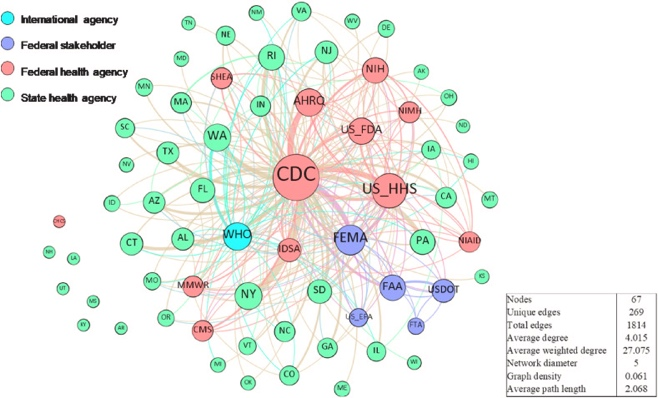 International agency
Federal stakeholder
Federal health agency
State health agency
NM
VA
WV
DE
TN
NE
RI
NJ
MD
SHEA
NIH
AK
MN
MA
IN
AHRQ
NIMH
OH
SC
WA
US_FDA
ND
TX
IA
HI
NV
CDC
FL
US_HHS
CA
MT
ID
AZ
WHO
FEMA
CT
AL
IDSA
PA
NIAID
NH
LA
MO
MMWR
NY
SD
FAA
USDOT
KS
UT
MS
OR
US_EPA
FTA
KY
AR
CMS
NC
VT
GA
IL
WI
MI
CO
OK
ME
Nodes 67
Unique edges 269
Total edges 1814
Average degree 4.015
Average weighted degree 27.075
Network diameter 5
Graph density 0.061
Average path length 2.068